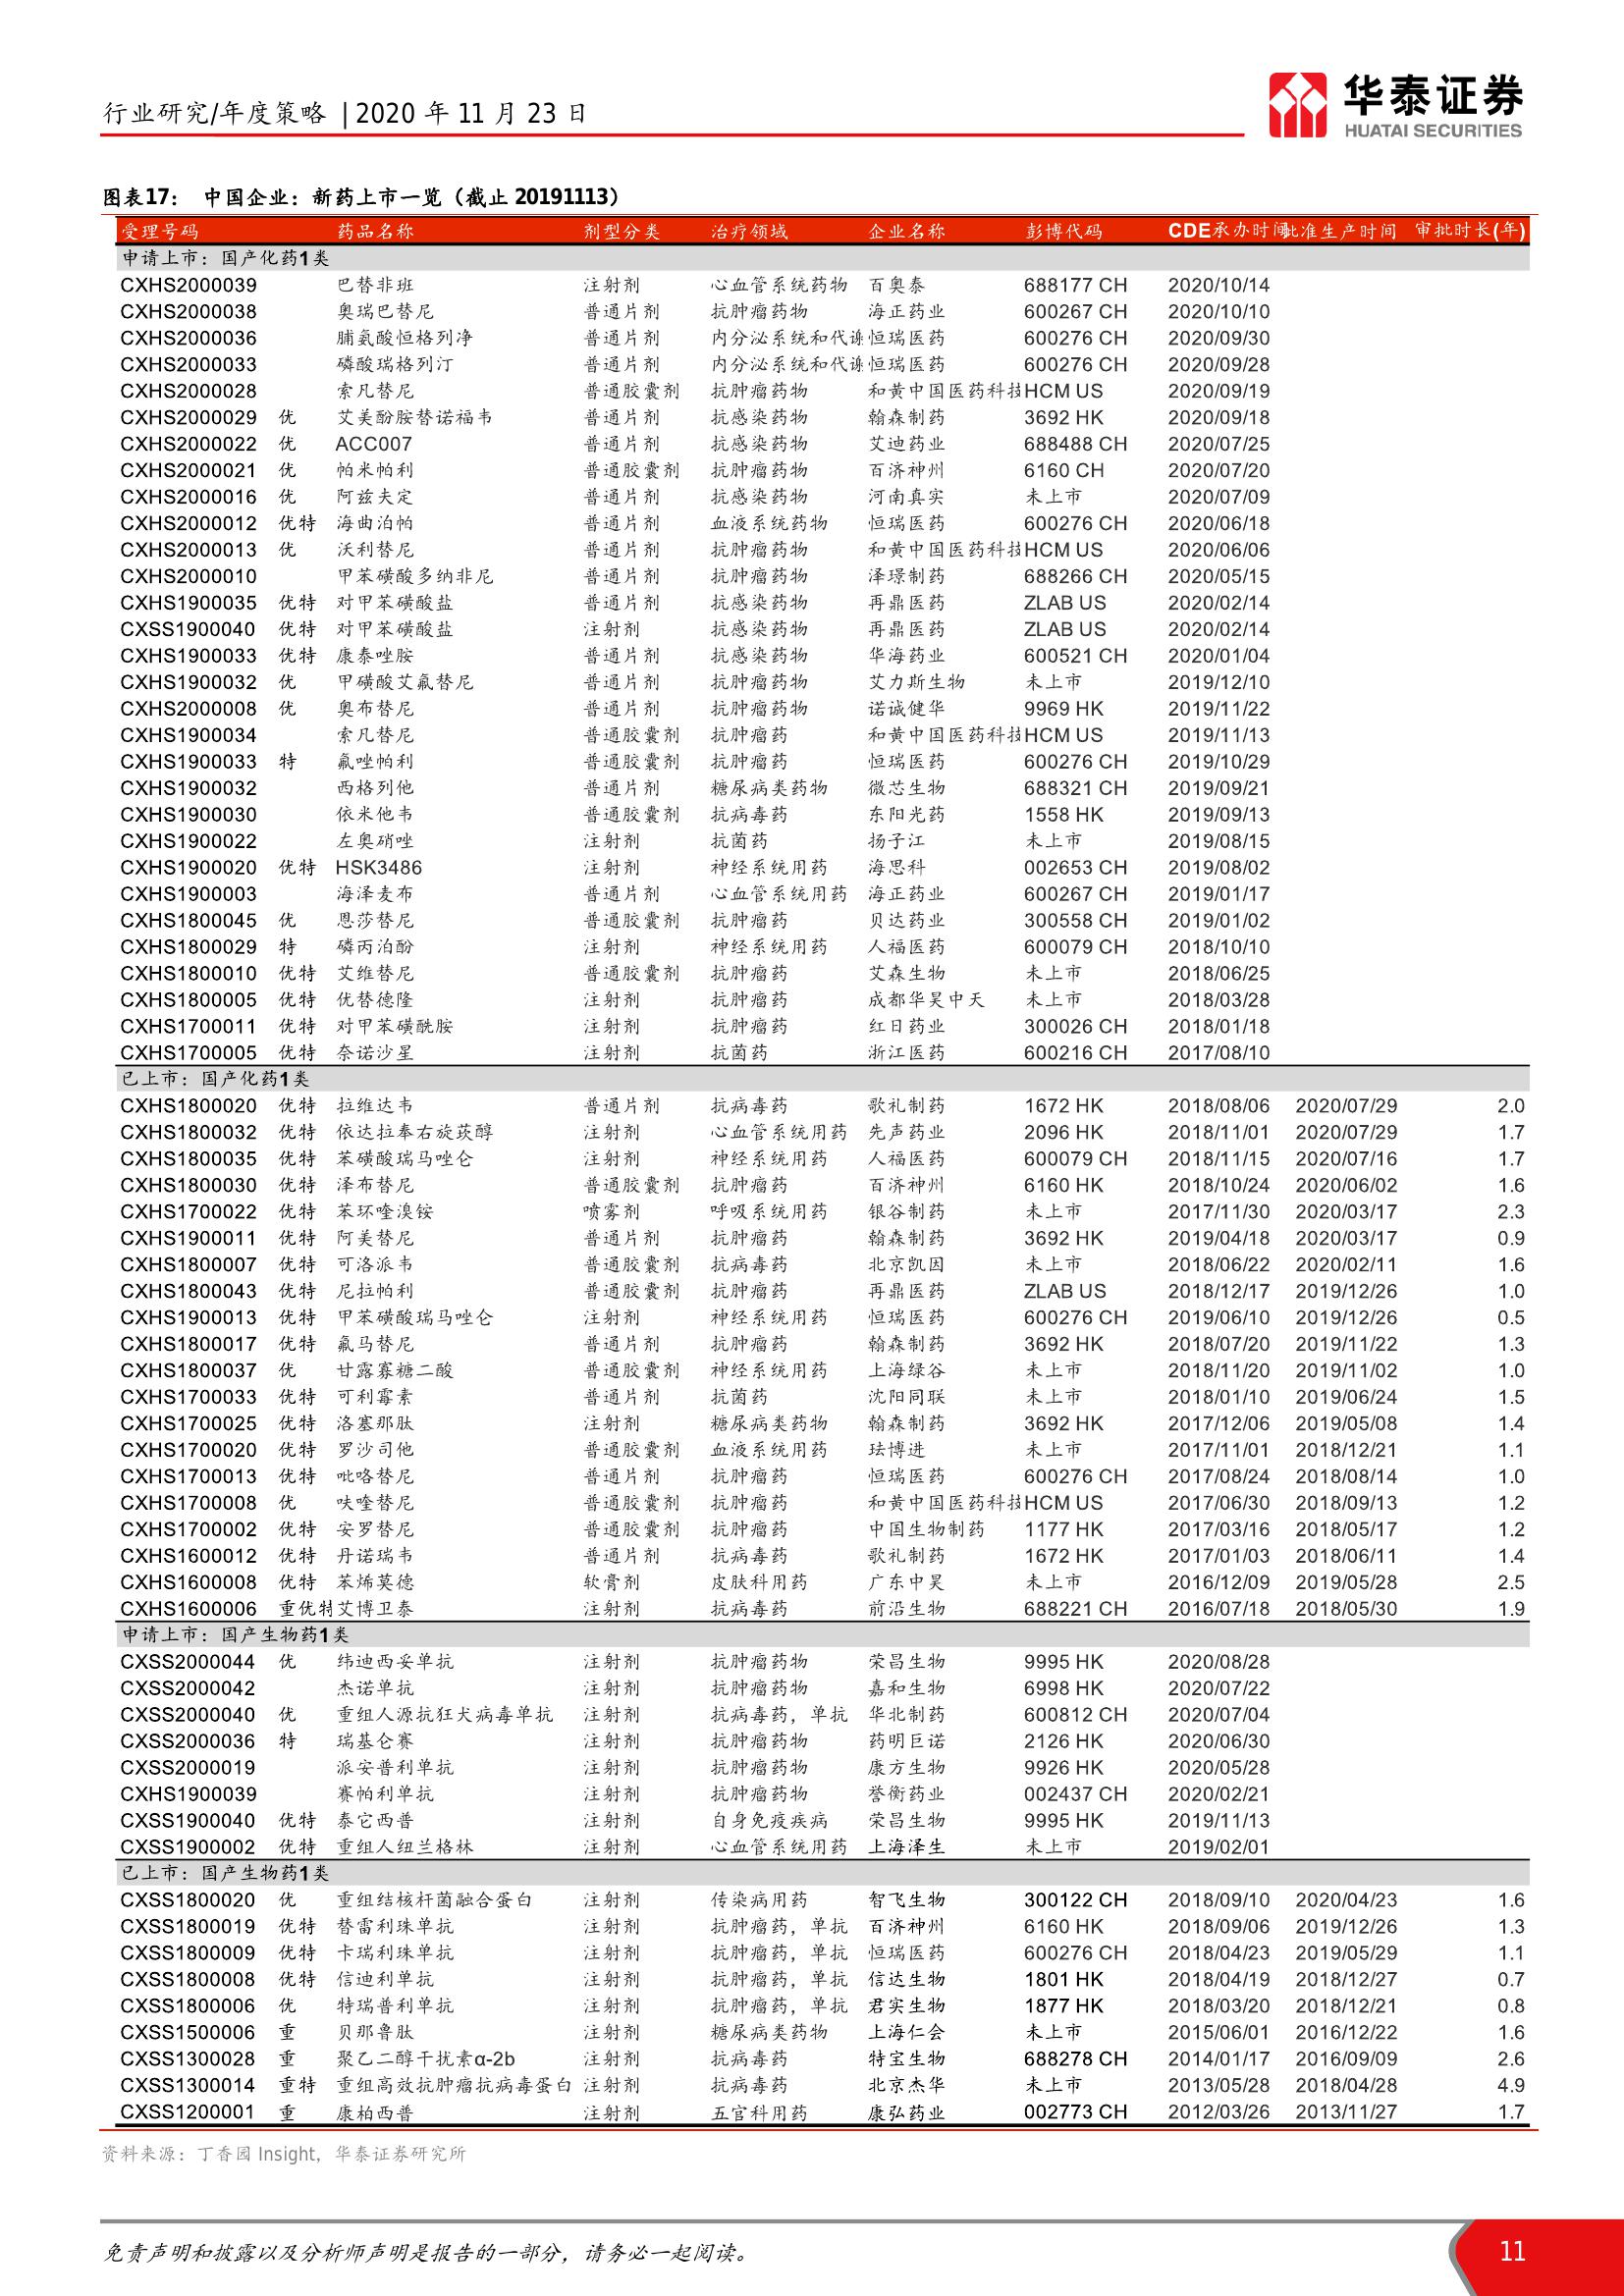 行业研究/年度策略 | 2020 年 11 月 23 日
华泰证券
HUATAI SECURITIES
图表17： 中国企业：新药上市一览（截止 20191113）
受理号码 药品名称 剂型分类 治疗领域 企业名称 彭博代码 CDE承办时间 批准生产时间 审批时长(年)
申请上市：国产化药1类
CXHS2000039 巴替非班 注射剂 心血管系统药物 百奥泰 688177 CH 2020/10/14
CXHS2000038 奥瑞巴替尼 普通片剂 抗肿瘤药物 海正药业 600267 CH 2020/10/10
CXHS2000036 脯氨酸恒格列净 普通片剂 内分泌系统和代谢 恒瑞医药 600276 CH 2020/09/30
CXHS2000033 磷酸瑞格列汀 普通片剂 内分泌系统和代谢 恒瑞医药 600276 CH 2020/09/28
CXHS2000028 索凡替尼 普通胶囊剂 抗肿瘤药物 和黄中国医药科技 HCM US 2020/09/19
CXHS2000029 优 艾美酚胺替诺福韦 普通片剂 抗感染药物 翰森制药 3692 HK 2020/09/18
CXHS2000022 优 ACC007 普通片剂 抗感染药物 艾迪药业 688488 CH 2020/07/25
CXHS2000021 优 帕米帕利 普通胶囊剂 抗肿瘤药物 百济神州 6160 CH 2020/07/20
CXHS2000016 优 阿兹夫定 普通片剂 抗感染药物 河南真实 未上市 2020/07/09
CXHS2000012 优特 海曲泊帕 普通片剂 血液系统药物 恒瑞医药 600276 CH 2020/06/18
CXHS2000013 优 沃利替尼 普通片剂 抗肿瘤药物 和黄中国医药科技 HCM US 2020/06/06
CXHS2000010 甲苯磺酸多纳非尼 普通片剂 抗肿瘤药物 泽璟制药 688266 CH 2020/05/15
CXHS1900035 优特 对甲苯磺酸盐 普通片剂 抗感染药物 再鼎医药 ZLAB US 2020/02/14
CXSS1900040 优特 对甲苯磺酸盐 注射剂 抗感染药物 再鼎医药 ZLAB US 2020/02/14
CXHS1900033 优特 康泰唑胺 普通片剂 抗感染药物 华海药业 600521 CH 2020/01/04
CXHS1900032 优 甲磺酸艾氟替尼 普通片剂 抗肿瘤药物 艾力斯生物 未上市 2019/12/10
CXHS2000008 优 奥布替尼 普通片剂 抗肿瘤药物 诺诚健华 9969 HK 2019/11/22
CXHS1900034 索凡替尼 普通胶囊剂 抗肿瘤药 和黄中国医药科技 HCM US 2019/11/13
CXHS1900033 特 氟唑帕利 普通胶囊剂 抗肿瘤药 恒瑞医药 600276 CH 2019/10/29
CXHS1900032 西格列他 普通片剂 糖尿病类药物 微芯生物 688321 CH 2019/09/21
CXHS1900030 依米他韦 普通胶囊剂 抗病毒药 东阳光药 1558 HK 2019/09/13
CXHS1900022 左奥硝唑 注射剂 抗菌药 扬子江 未上市 2019/08/15
CXHS1900020 优特 HSK3486 注射剂 神经系统用药 海思科 002653 CH 2019/08/02
CXHS1900003 海泽麦布 普通片剂 心血管系统用药 海正药业 600267 CH 2019/01/17
CXHS1800045 优 恩莎替尼 普通胶囊剂 抗肿瘤药 贝达药业 300558 CH 2019/01/02
CXHS1800029 特 磷丙泊酚 注射剂 神经系统用药 人福医药 600079 CH 2018/10/10
CXHS1800010 优特 艾维替尼 普通胶囊剂 抗肿瘤药 艾森生物 未上市 2018/06/25
CXHS1800005 优特 优替德隆 注射剂 抗肿瘤药 成都华昊中天 未上市 2018/03/28
CXHS1700011 优特 对甲苯磺酰胺 注射剂 抗肿瘤药 红日药业 300026 CH 2018/01/18
CXHS1700005 优特 奈诺沙星 注射剂 抗菌药 浙江医药 600216 CH 2017/08/10
已上市：国产化药1类
CXHS1800020 优特 拉维达韦 普通片剂 抗病毒药 歌礼制药 1672 HK 2018/08/06 2020/07/29 2.0
CXHS1800032 优特 依达拉奉右旋莰醇 注射剂 心血管系统用药 先声药业 2096 HK 2018/11/01 2020/07/29 1.7
CXHS1800035 优特 苯磺酸瑞马唑仑 注射剂 神经系统用药 人福医药 600079 CH 2018/11/15 2020/07/16 1.7
CXHS1800030 优特 泽布替尼 普通胶囊剂 抗肿瘤药 百济神州 6160 HK 2018/10/24 2020/06/02 1.6
CXHS1700022 优特 苯环喹溴铵 喷雾剂 呼吸系统用药 银谷制药 未上市 2017/11/30 2020/03/17 2.3
CXHS1900011 优特 阿美替尼 普通片剂 抗肿瘤药 翰森制药 3692 HK 2019/04/18 2020/03/17 0.9
CXHS1800007 优特 可洛派韦 普通胶囊剂 抗病毒药 北京凯因 未上市 2018/06/22 2020/02/11 1.6
CXHS1800043 优特 尼拉帕利 普通胶囊剂 抗肿瘤药 再鼎医药 ZLAB US 2018/12/17 2019/12/26 1.0
CXHS1900013 优特 甲苯磺酸瑞马唑仑 注射剂 神经系统用药 恒瑞医药 600276 CH 2019/06/10 2019/12/26 0.5
CXHS1800017 优特 氟马替尼 普通片剂 抗肿瘤药 翰森制药 3692 HK 2018/07/20 2019/11/22 1.3
CXHS1800037 优 甘露寡糖二酸 普通胶囊剂 神经系统用药 上海绿谷 未上市 2018/11/20 2019/11/02 1.0
CXHS1700033 优特 可利霉素 普通片剂 抗菌药 沈阳同联 未上市 2018/01/10 2019/06/24 1.5
CXHS1700025 优特 洛塞那肽 注射剂 糖尿病类药物 翰森制药 3692 HK 2017/12/06 2019/05/08 1.4
CXHS1700020 优特 罗沙司他 普通胶囊剂 血液系统用药 珐博进 未上市 2017/11/01 2018/12/21 1.1
CXHS1700013 优特 吡咯替尼 普通片剂 抗肿瘤药 恒瑞医药 600276 CH 2017/08/24 2018/08/14 1.0
CXHS1700008 优 呋喹替尼 普通胶囊剂 抗肿瘤药 和黄中国医药科技 HCM US 2017/06/30 2018/09/13 1.2
CXHS1700002 优特 安罗替尼 普通胶囊剂 抗肿瘤药 中国生物制药 1177 HK 2017/03/16 2018/05/17 1.2
CXHS1600012 优特 丹诺瑞韦 普通片剂 抗病毒药 歌礼制药 1672 HK 2017/01/03 2018/06/11 1.4
CXHS1600008 优特 苯烯莫德 软膏剂 皮肤科用药 广东中昊 未上市 2016/12/09 2019/05/28 2.5
CXHS1600006 重优特 艾博卫泰 注射剂 抗病毒药 前沿生物 688221 CH 2016/07/18 2018/05/30 1.9
申请上市：国产生物药1类
CXSS2000044 优 纬迪西妥单抗 注射剂 抗肿瘤药物 荣昌生物 9995 HK 2020/08/28
CXSS2000042 杰诺单抗 注射剂 抗肿瘤药物 嘉和生物 6998 HK 2020/07/22
CXSS2000040 优 重组人源抗狂犬病毒单抗 注射剂 抗病毒药，单抗 华北制药 600812 CH 2020/07/04
CXSS2000036 特 瑞基仑赛 注射剂 抗肿瘤药物 药明巨诺 2126 HK 2020/06/30
CXSS2000019 派安普利单抗 注射剂 抗肿瘤药物 康方生物 9926 HK 2020/05/28
CXHS1900039 赛帕利单抗 注射剂 抗肿瘤药物 誉衡药业 002437 CH 2020/02/21
CXSS1900040 优特 泰它西普 注射剂 自身免疫疾病 荣昌生物 9995 HK 2019/11/13
CXSS1900002 优特 重组人纽兰格林 注射剂 心血管系统用药 上海泽生 未上市 2019/02/01
已上市：国产生物药1类
CXSS1800020 优 重组结核杆菌融合蛋白 注射剂 传染病用药 智飞生物 300122 CH 2018/09/10 2020/04/23 1.6
CXSS1800019 优特 替雷利珠单抗 注射剂 抗肿瘤药，单抗 百济神州 6160 HK 2018/09/06 2019/12/26 1.3
CXSS1800009 优特 卡瑞利珠单抗 注射剂 抗肿瘤药，单抗 恒瑞医药 600276 CH 2018/04/23 2019/05/29 1.1
CXSS1800008 优特 信迪利单抗 注射剂 抗肿瘤药，单抗 信达生物 1801 HK 2018/04/19 2018/12/27 0.7
CXSS1800006 优 特瑞普利单抗 注射剂 抗肿瘤药，单抗 君实生物 1877 HK 2018/03/20 2018/12/21 0.8
CXSS1500006 重 贝那鲁肽 注射剂 糖尿病类药物 上海仁会 未上市 2015/06/01 2016/12/22 1.6
CXSS1300028 重 聚乙二醇干扰素α-2b 注射剂 抗病毒药 特宝生物 688278 CH 2014/01/17 2016/09/09 2.6
CXSS1300014 重特 重组高效抗肿瘤抗病毒蛋白 注射剂 抗病毒药 北京杰华 未上市 2013/05/28 2018/04/28 4.9
CXSS1200001 重 康柏西普 注射剂 五官科用药 康弘药业 002773 CH 2012/03/26 2013/11/27 1.7
资料来源：丁香园 Insight，华泰证券研究所
免责声明和披露以及分析师声明是报告的一部分，请务必一起阅读。
11